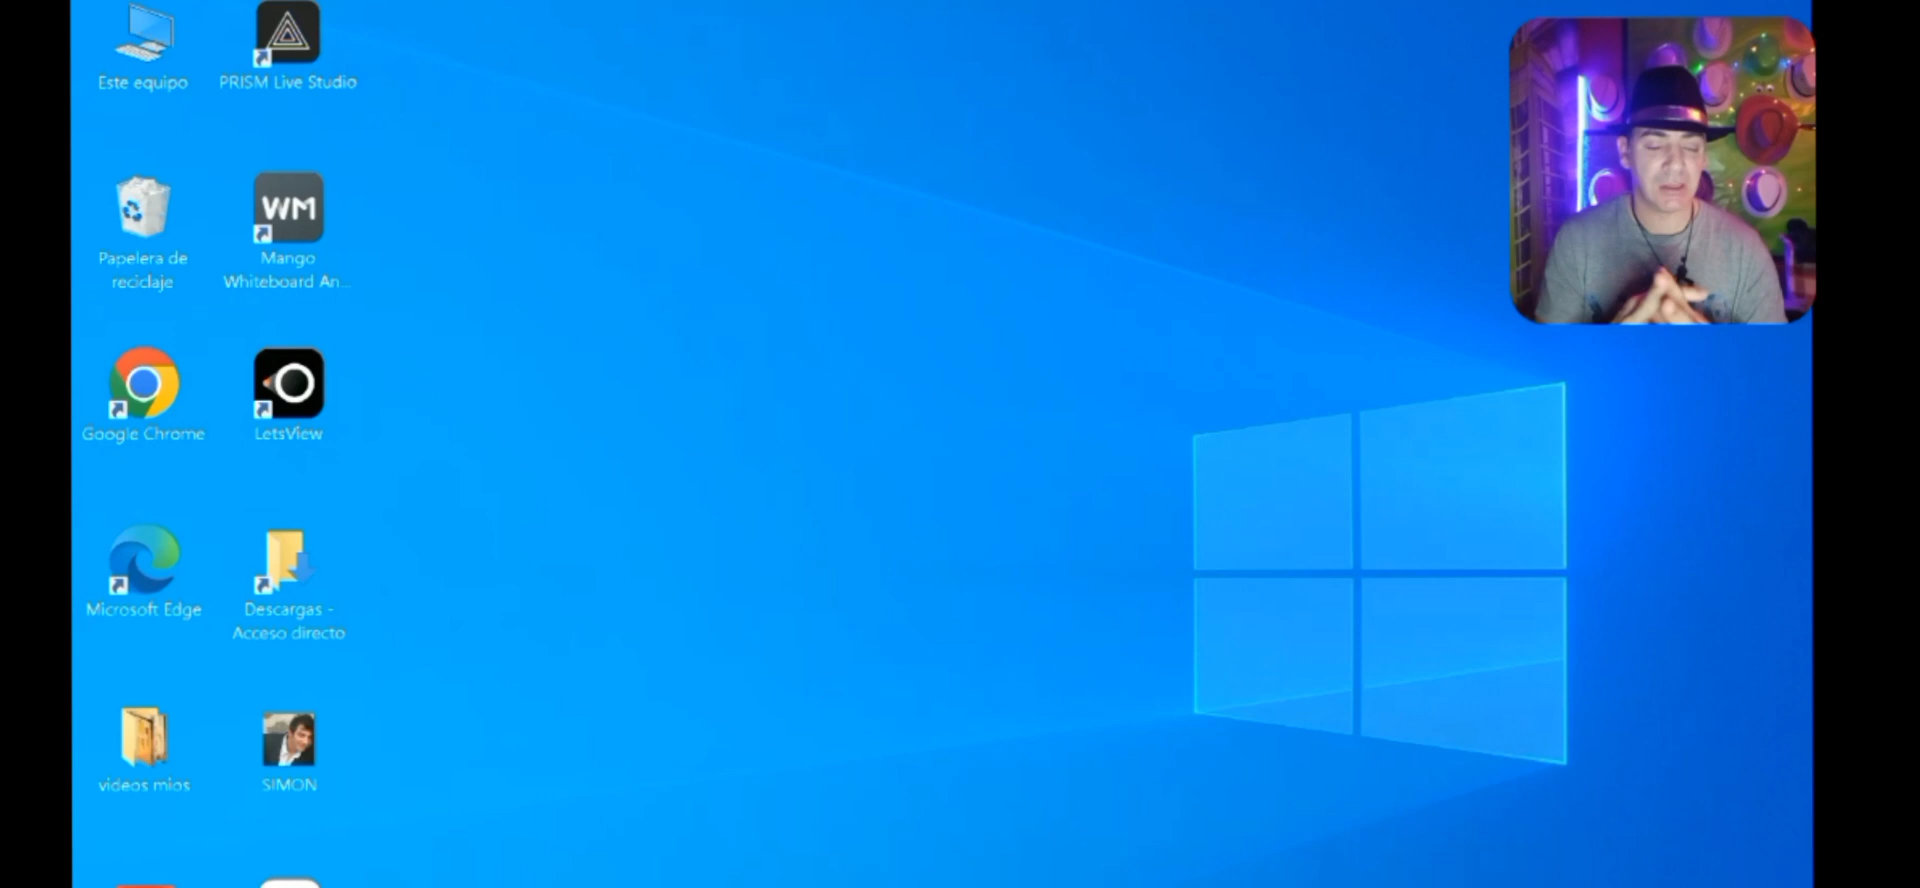 Este equipo
PRISM Live Studio
Papelera de
reciclaje
WM
Mango
Whiteboard An...
Google Chrome
LetsView
Microsoft Edge
Descargas -
Acceso directo
videos mios
SIMON